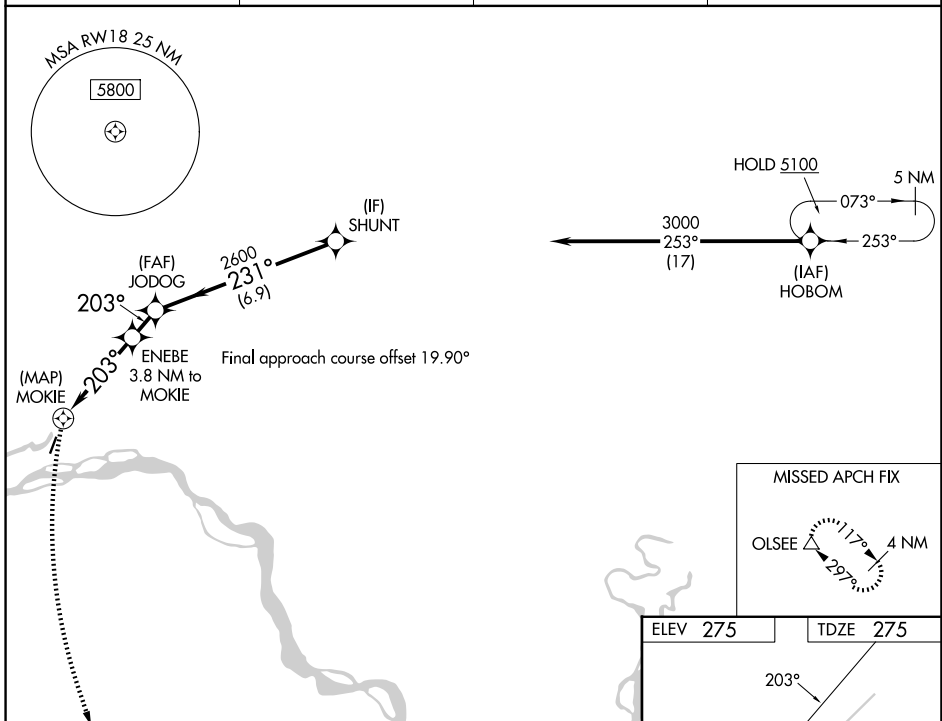 MSA RW18 25 NM
5800
HOLD 5100
5 NM
073°
253°
3000
253°
(17)
(IAF)
HOBOM
(IF)
SHUNT
2600
231°
(6.9)
(FAF)
JODOG
203°
ENEBE
3.8 NM to
MOKIE
Final approach course offset 19.90°
203°
(MAP)
MOKIE
MISSED APCH FIX
OLSEE
117°
4 NM
297°
ELEV 275
TDZE 275
203°